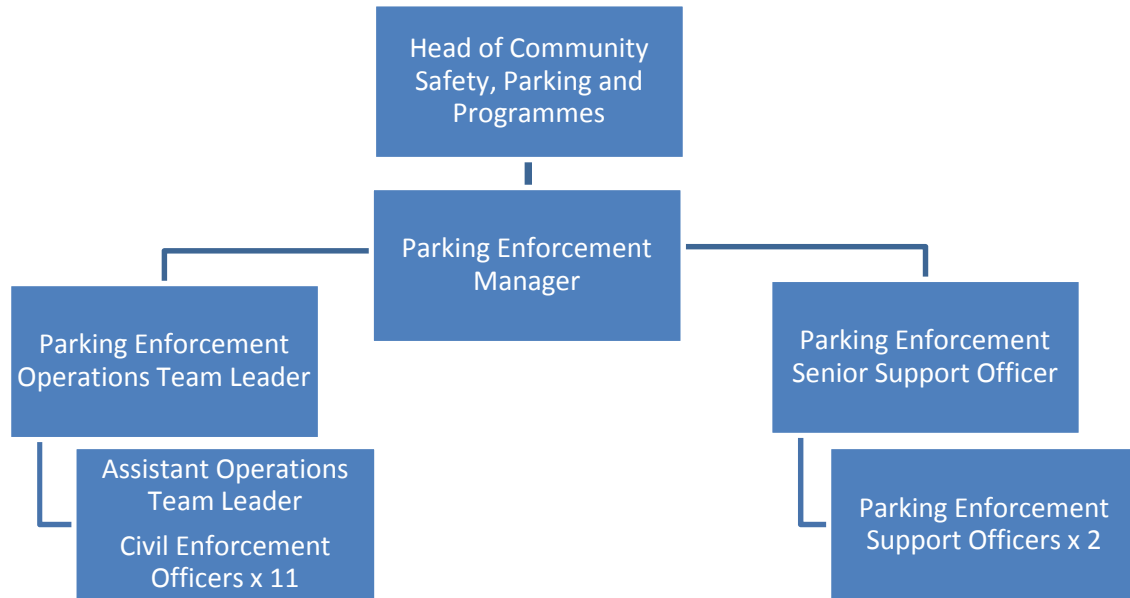 Head of Community
Safety, Parking and
Programmes
Parking Enforcement
Manager
Parking Enforcement
Operations Team Leader
Parking Enforcement
Senior Support Officer
Assistant Operations
Team Leader
Civil Enforcement
Officers x 11
Parking Enforcement
Support Officers x 2